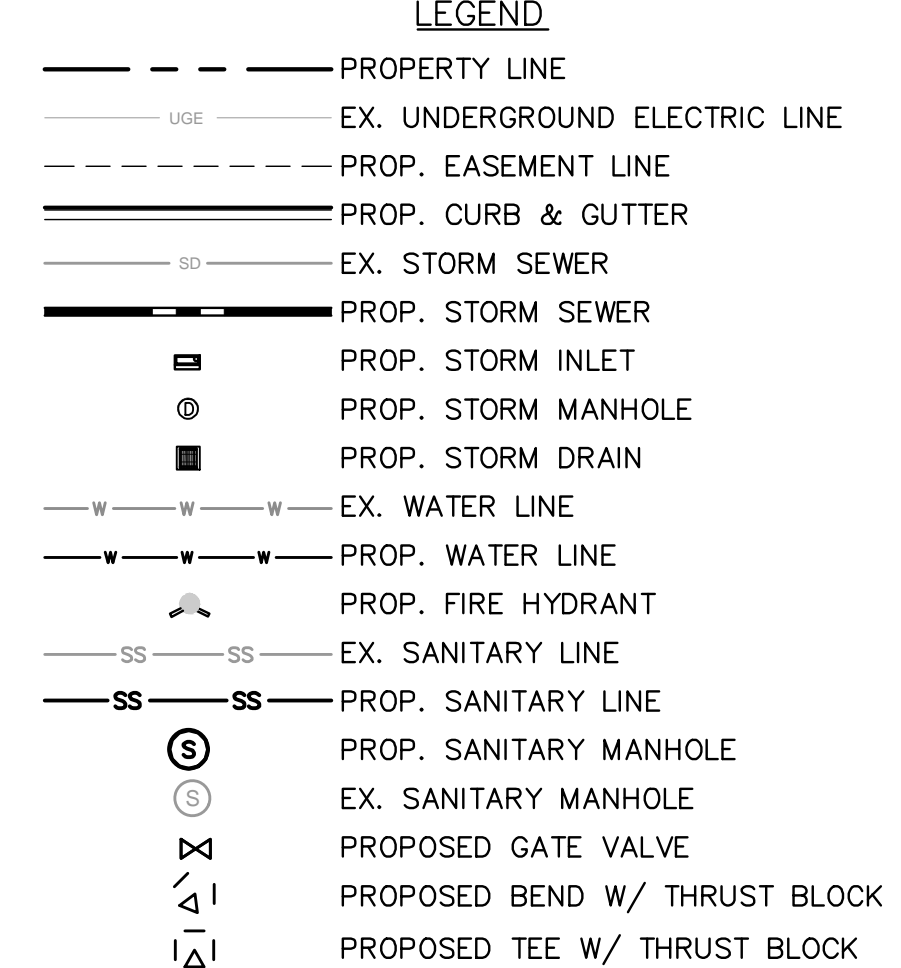 LEGEND
PROPERTY LINE
UGE EX. UNDERGROUND ELECTRIC LINE
PROP. EASEMENT LINE
PROP. CURB & GUTTER
SD EX. STORM SEWER
PROP. STORM SEWER
PROP. STORM INLET
D PROP. STORM MANHOLE
PROP. STORM DRAIN
W W W EX. WATER LINE
W W W PROP. WATER LINE
PROP. FIRE HYDRANT
SS SS EX. SANITARY LINE
SS SS PROP. SANITARY LINE
S PROP. SANITARY MANHOLE
S EX. SANITARY MANHOLE
PROPOSED GATE VALVE
PROPOSED BEND W/ THRUST BLOCK
PROPOSED TEE W/ THRUST BLOCK